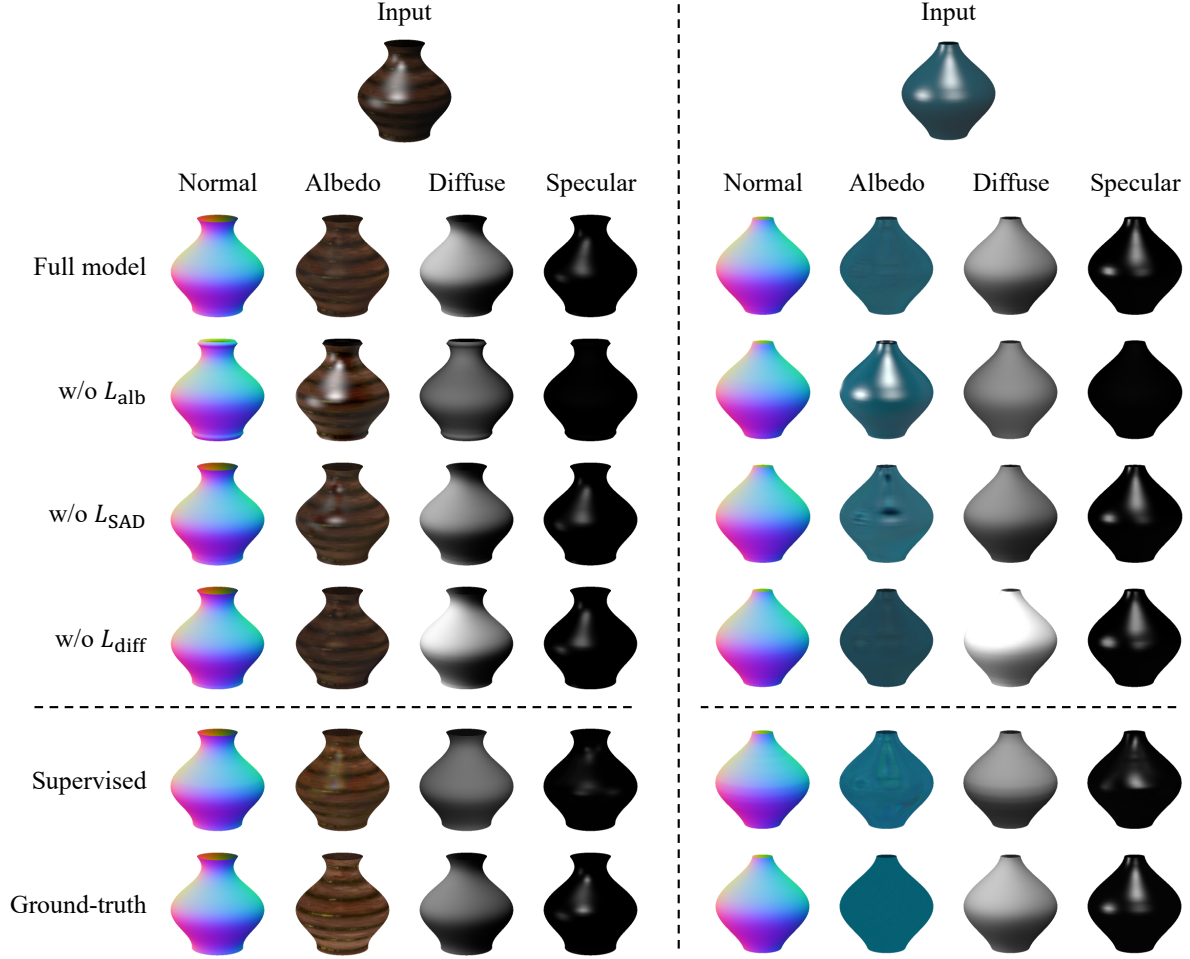 Input Input
Normal Albedo Diffuse Specular Normal Albedo Diffuse Specular
Full model
w/o L_alb
w/o L_SAD
w/o L_diff
Supervised
Ground-truth